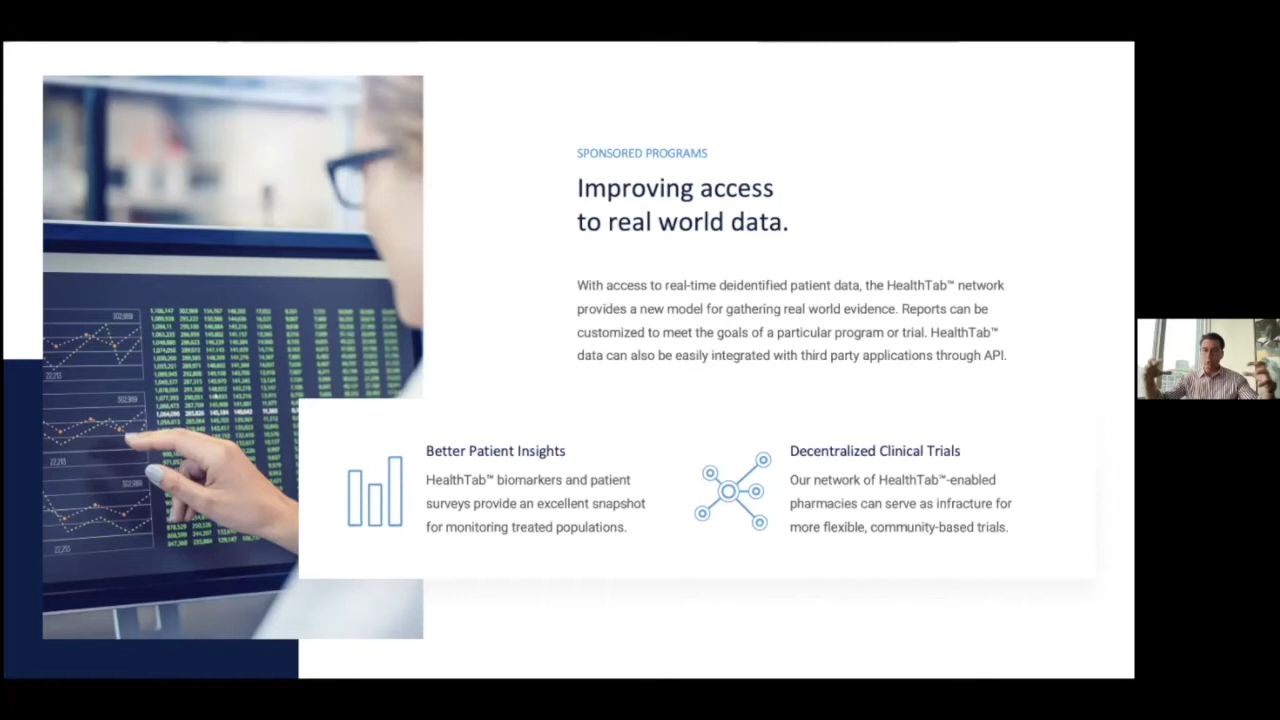 SPONSORED PROGRAMS
Improving access
to real world data.
With access to real-time deidentified patient data, the HealthTab™ network
provides a new model for gathering real world evidence. Reports can be
customized to meet the goals of a particular program or trial. HealthTab™
data can also be easily integrated with third party applications through API.
Better Patient Insights
HealthTab™ biomarkers and patient
surveys provide an excellent snapshot
for monitoring treated populations.
Decentralized Clinical Trials
Our network of HealthTab™-enabled
pharmacies can serve as infracture for
more flexible, community-based trials.